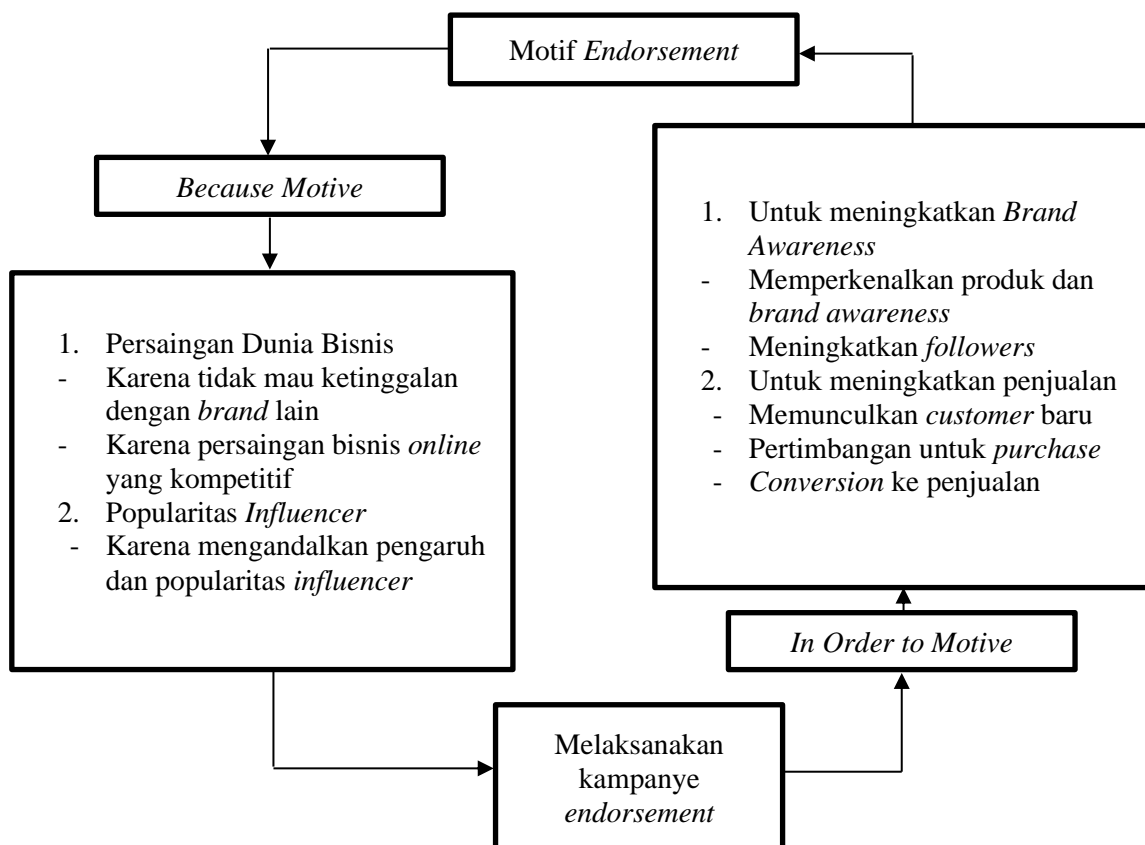 Motif Endorsement
Because Motive
1. Persaingan Dunia Bisnis
- Karena tidak mau ketinggalan
dengan brand lain
- Karena persaingan bisnis online
yang kompetitif
2. Popularitas Influencer
- Karena mengandalkan pengaruh
dan popularitas influencer
Melaksanakan
kampanye
endorsement
In Order to Motive
1. Untuk meningkatkan Brand
Awareness
- Memperkenalkan produk dan
brand awareness
- Meningkatkan followers
2. Untuk meningkatkan penjualan
- Memunculkan customer baru
- Pertimbangan untuk purchase
- Conversion ke penjualan